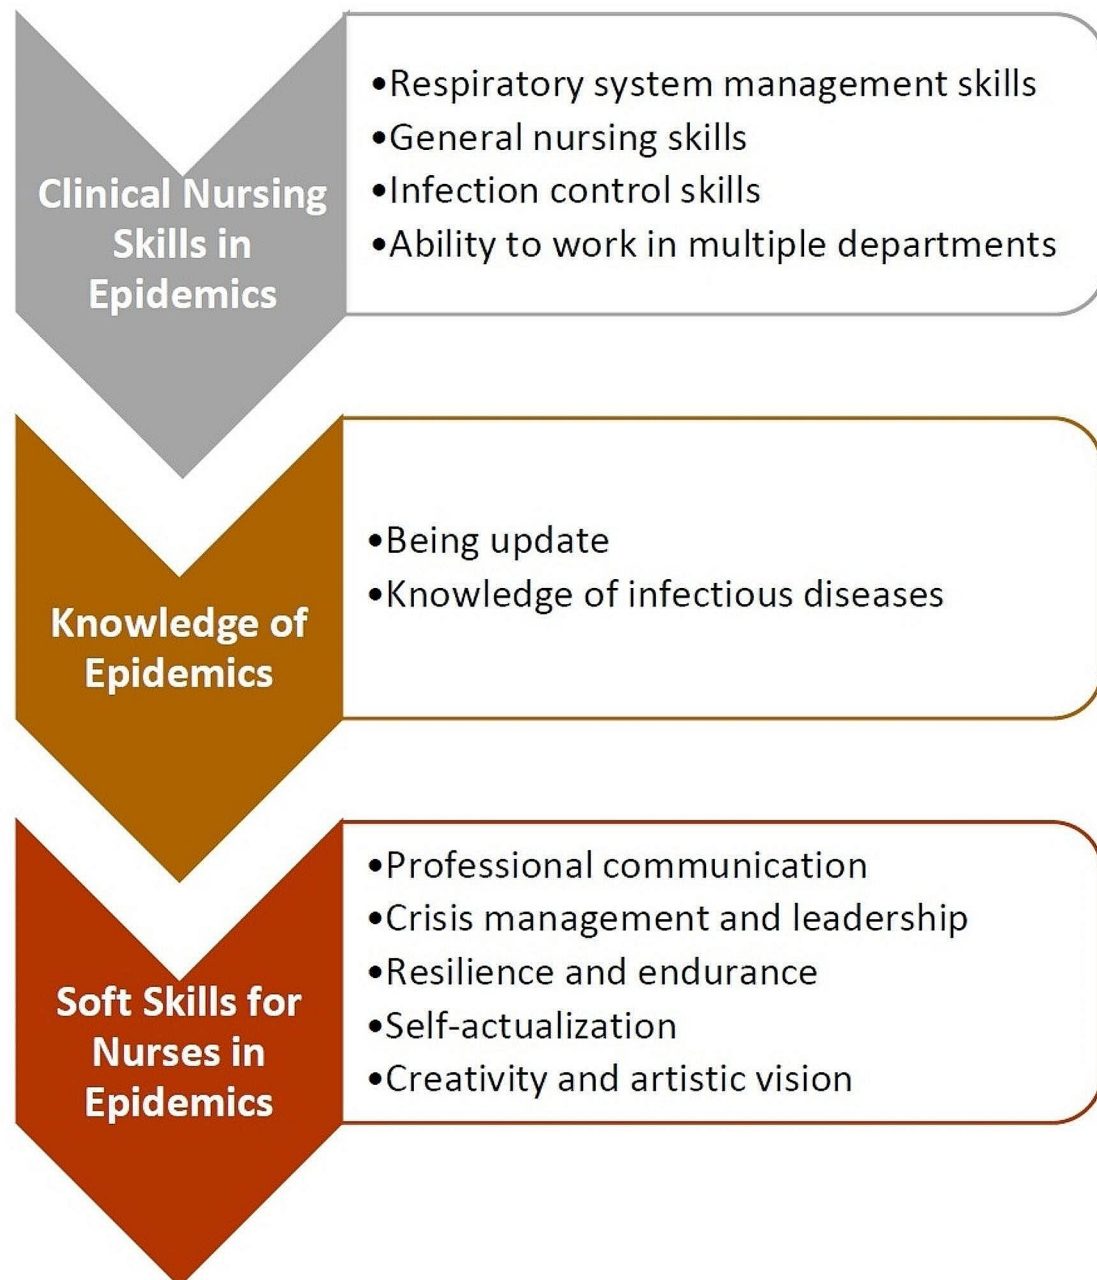 Clinical Nursing
Skills in
Epidemics
•Respiratory system management skills
•General nursing skills
•Infection control skills
•Ability to work in multiple departments
Knowledge of
Epidemics
•Being update
•Knowledge of infectious diseases
Soft Skills for
Nurses in
Epidemics
•Professional communication
•Crisis management and leadership
•Resilience and endurance
•Self-actualization
•Creativity and artistic vision